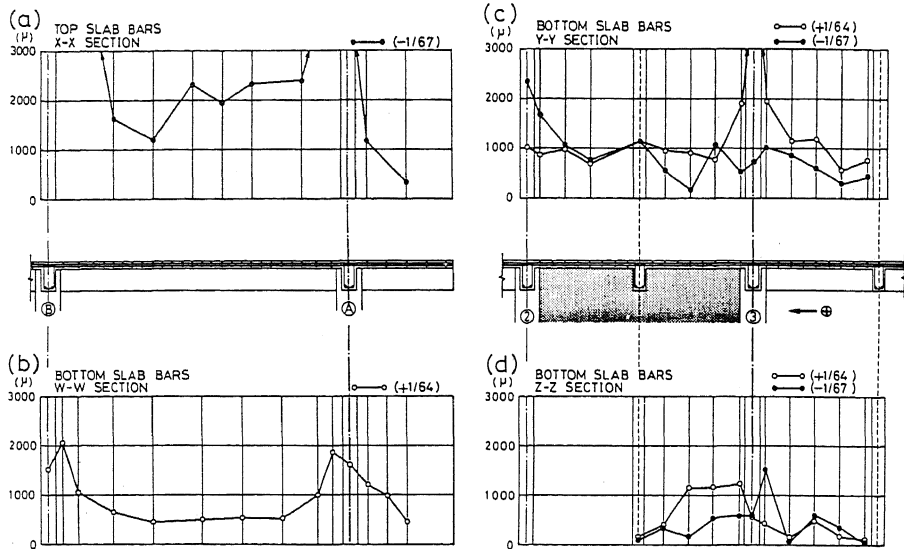 (a)
TOP SLAB BARS
X-X SECTION
(-1/67)
(μ)
3000
2000
1000
0
(c)
BOTTOM SLAB BARS
Y-Y SECTION
(+1/64)
(-1/67)
(μ)
3000
2000
1000
0
B
A
2
3
⊕
(b)
BOTTOM SLAB BARS
W-W SECTION
(+1/64)
(μ)
3000
2000
1000
0
(d)
BOTTOM SLAB BARS
Z-Z SECTION
(+1/64)
(-1/67)
(μ)
3000
2000
1000
0